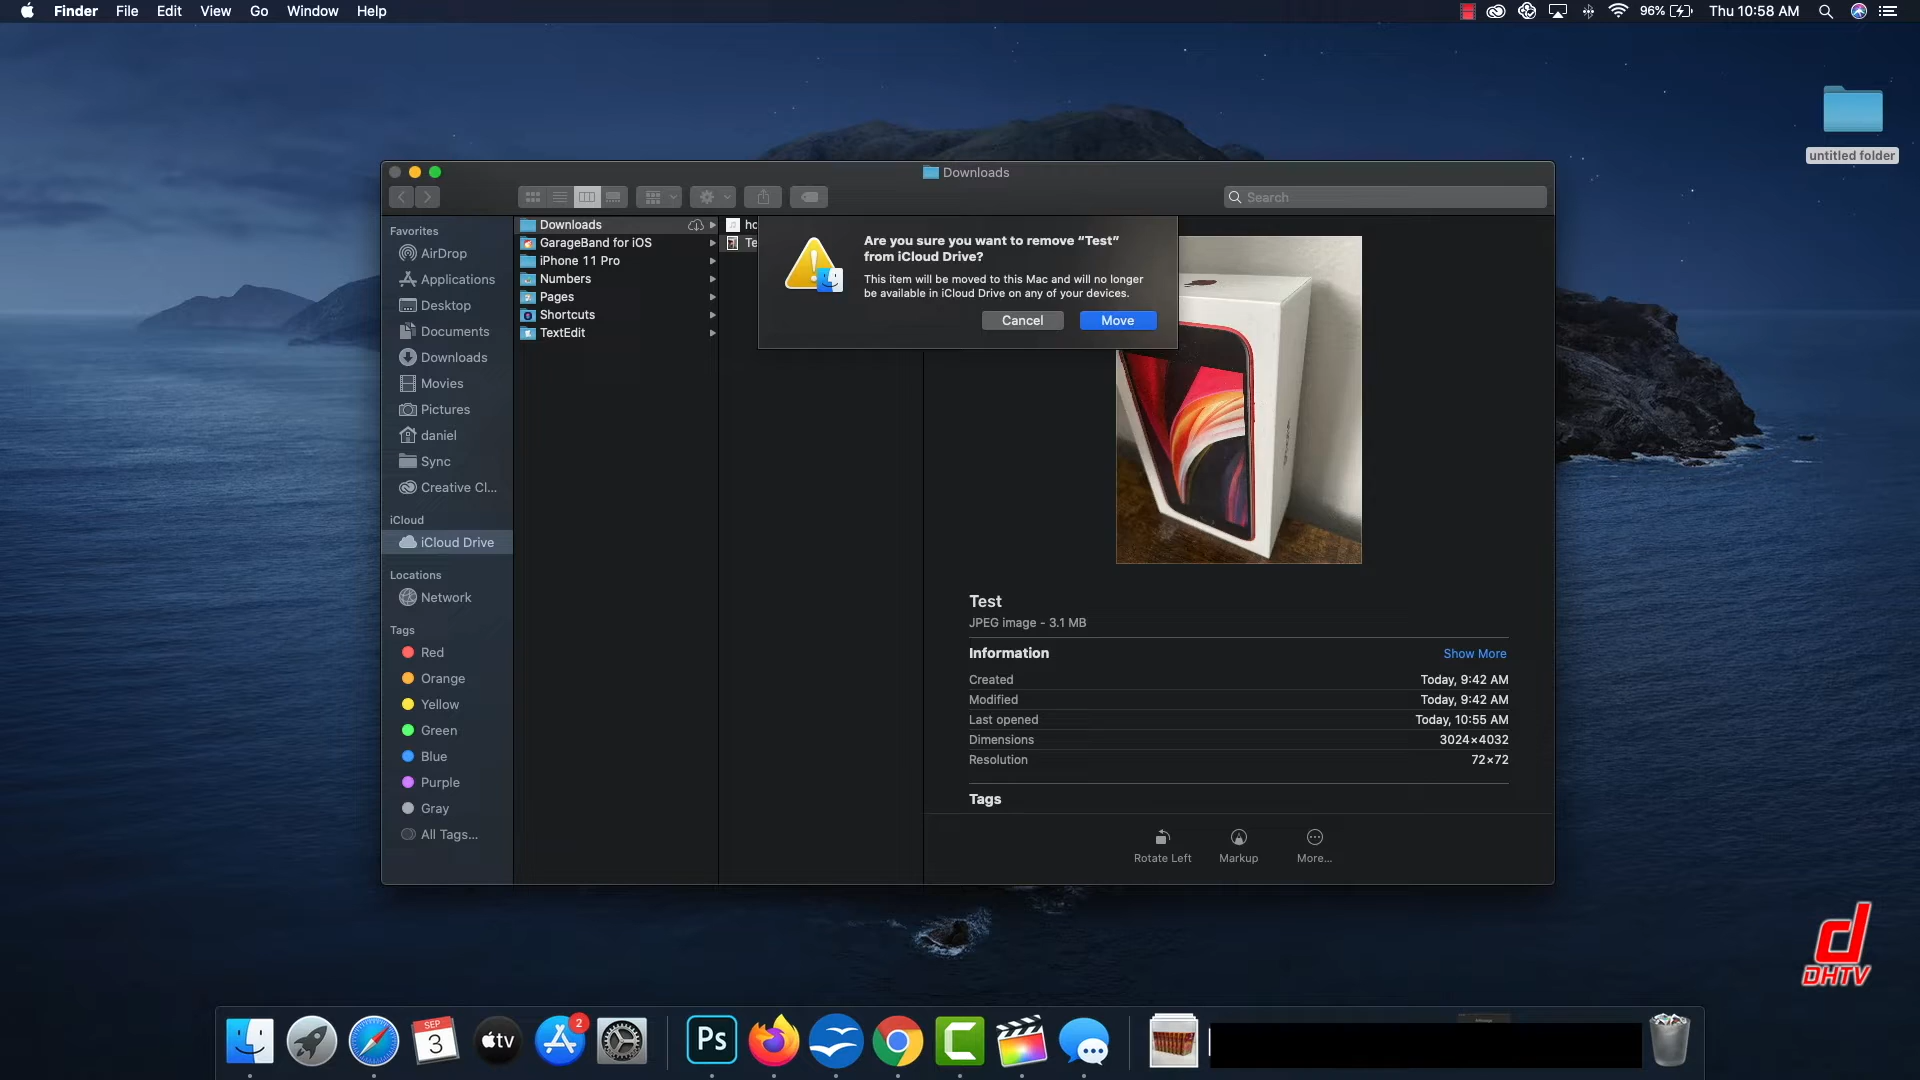 Finder File Edit View Go Window Help
96% Thu 10:58 AM
untitled folder
Downloads
Search
Favorites
AirDrop
Applications
Desktop
Documents
Downloads
Movies
Pictures
daniel
Sync
Creative Cl...
iCloud
iCloud Drive
Locations
Network
Tags
Red
Orange
Yellow
Green
Blue
Purple
Gray
All Tags...
Downloads
GarageBand for iOS
iPhone 11 Pro
Numbers
Pages
Shortcuts
TextEdit
Are you sure you want to remove “Test”
from iCloud Drive?
This item will be moved to this Mac and will no longer
be available in iCloud Drive on any of your devices.
Cancel Move
Test
JPEG image - 3.1 MB
Information Show More
Created Today, 9:42 AM
Modified Today, 9:42 AM
Last opened Today, 10:55 AM
Dimensions 3024×4032
Resolution 72×72
Tags
Rotate Left Markup More...
DHTV
SEP
3
tv
2
Ps